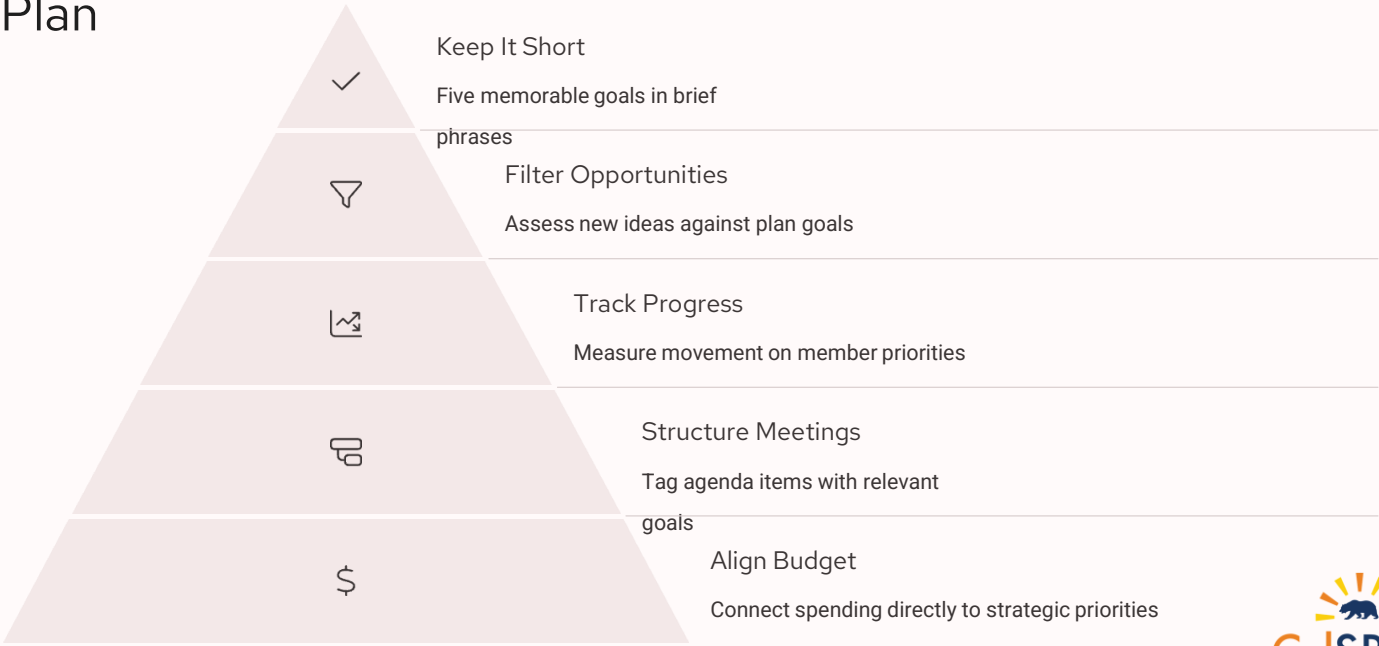 Plan
Keep It Short
Five memorable goals in brief
phrases
Filter Opportunities
Assess new ideas against plan goals
Track Progress
Measure movement on member priorities
Structure Meetings
Tag agenda items with relevant
goals
$
Align Budget
Connect spending directly to strategic priorities